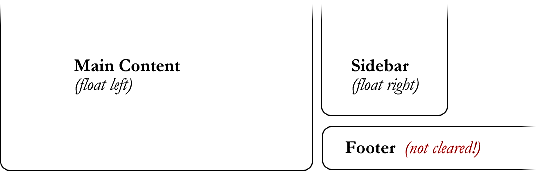 Main Content
(float left)
Sidebar
(float right)
Footer (not cleared!)